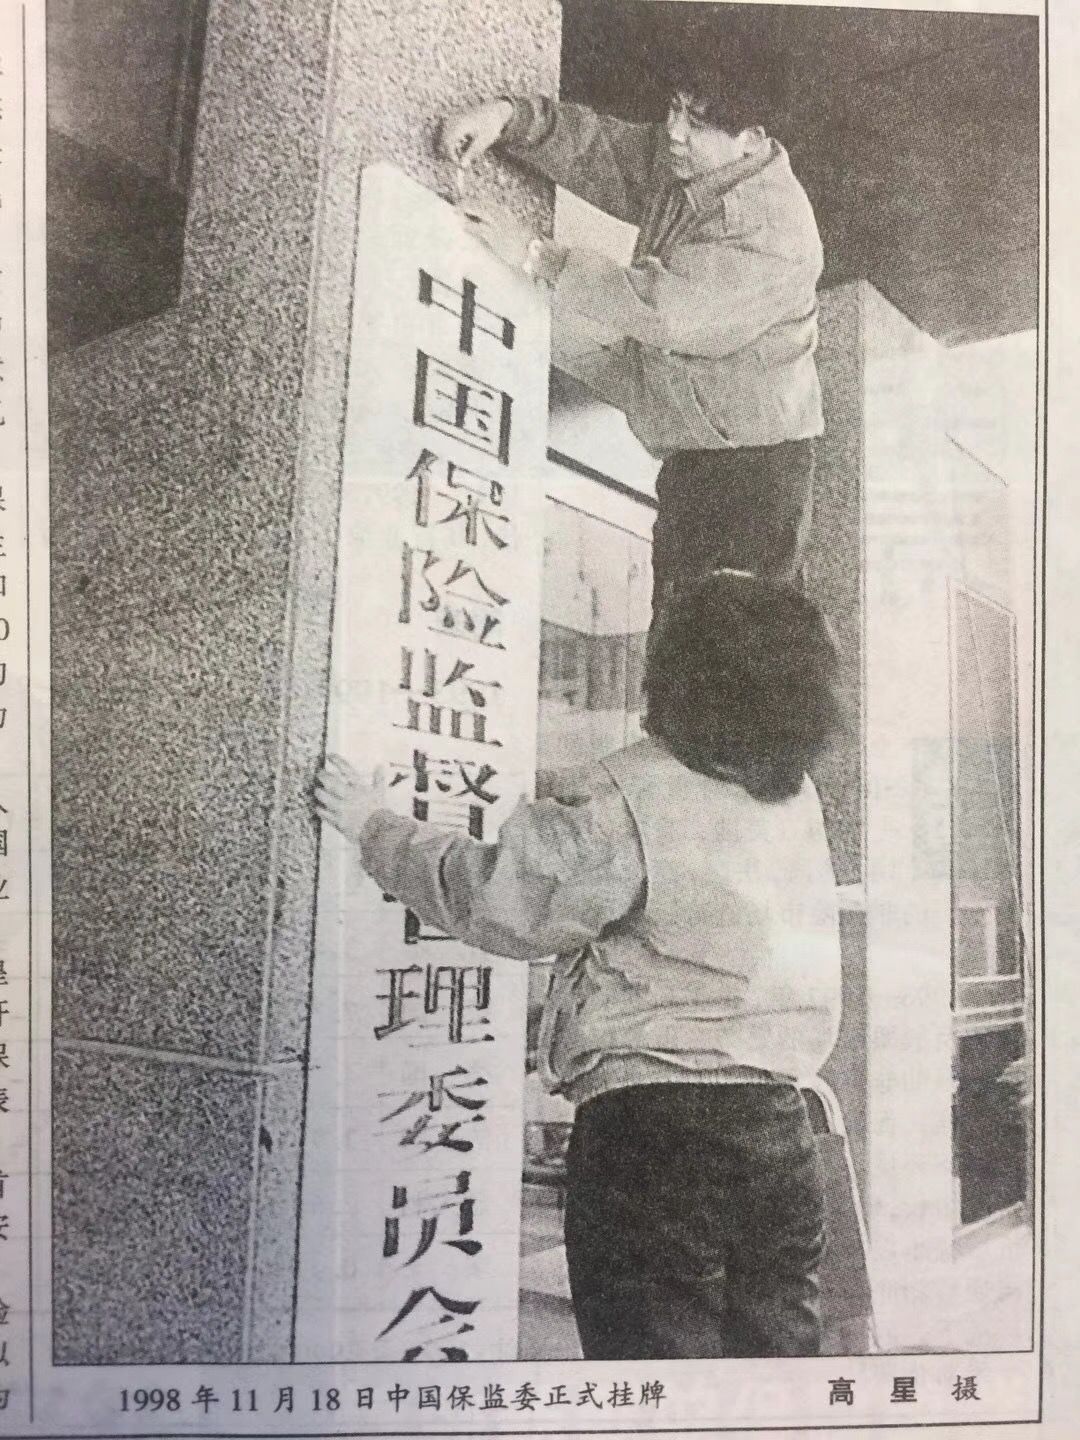 中国保险监督管理委员会
1998年11月18日中国保监委正式挂牌
高星 摄